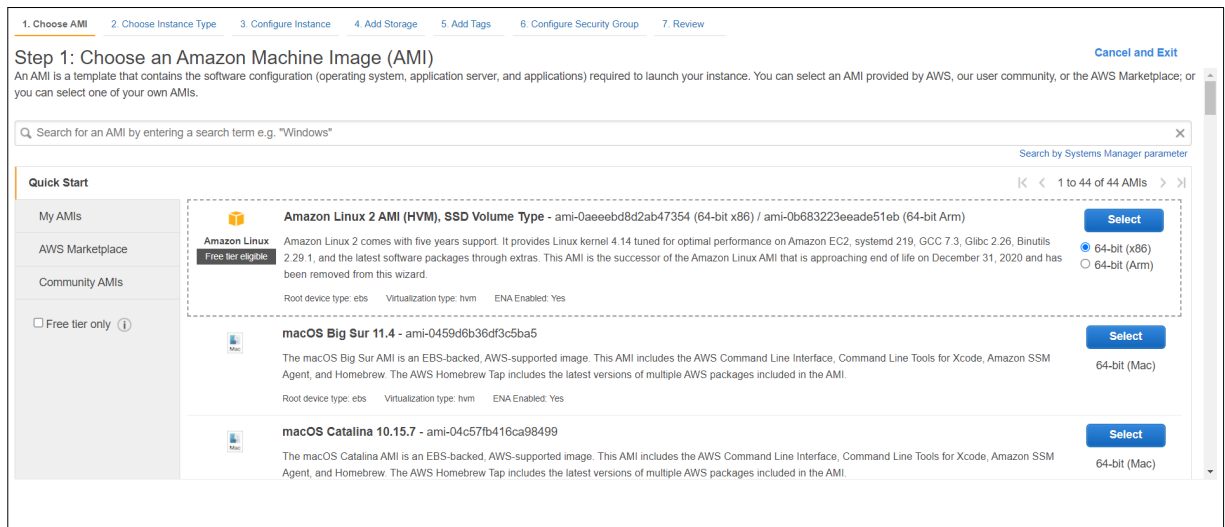 1. Choose AMI 2. Choose Instance Type 3. Configure Instance 4. Add Storage 5. Add Tags 6. Configure Security Group 7. Review
Step 1: Choose an Amazon Machine Image (AMI)
Cancel and Exit
An AMI is a template that contains the software configuration (operating system, application server, and applications) required to launch your instance. You can select an AMI provided by AWS, our user community, or the AWS Marketplace; or
you can select one of your own AMIs.
Search for an AMI by entering a search term e.g. "Windows"
Search by Systems Manager parameter
Quick Start
1 to 44 of 44 AMIs
My AMIs
AWS Marketplace
Community AMIs
Free tier only
Amazon Linux
Free tier eligible
Amazon Linux 2 AMI (HVM), SSD Volume Type - ami-0aeeebd8d2ab47354 (64-bit x86) / ami-0b683223eeade51eb (64-bit Arm)
Amazon Linux 2 comes with five years support. It provides Linux kernel 4.14 tuned for optimal performance on Amazon EC2, systemd 219, GCC 7.3, Glibc 2.26, Binutils
2.29.1, and the latest software packages through extras. This AMI is the successor of the Amazon Linux AMI that is approaching end of life on December 31, 2020 and has
been removed from this wizard.
Root device type: ebs Virtualization type: hvm ENA Enabled: Yes
Select
64-bit (x86)
64-bit (Arm)
Mac
macOS Big Sur 11.4 - ami-0459d6b36df3c5ba5
The macOS Big Sur AMI is an EBS-backed, AWS-supported image. This AMI includes the AWS Command Line Interface, Command Line Tools for Xcode, Amazon SSM
Agent, and Homebrew. The AWS Homebrew Tap includes the latest versions of multiple AWS packages included in the AMI.
Root device type: ebs Virtualization type: hvm ENA Enabled: Yes
Select
64-bit (Mac)
Mac
macOS Catalina 10.15.7 - ami-04c57fb416ca98499
The macOS Catalina AMI is an EBS-backed, AWS-supported image. This AMI includes the AWS Command Line Interface, Command Line Tools for Xcode, Amazon SSM
Agent, and Homebrew. The AWS Homebrew Tap includes the latest versions of multiple AWS packages included in the AMI.
Select
64-bit (Mac)